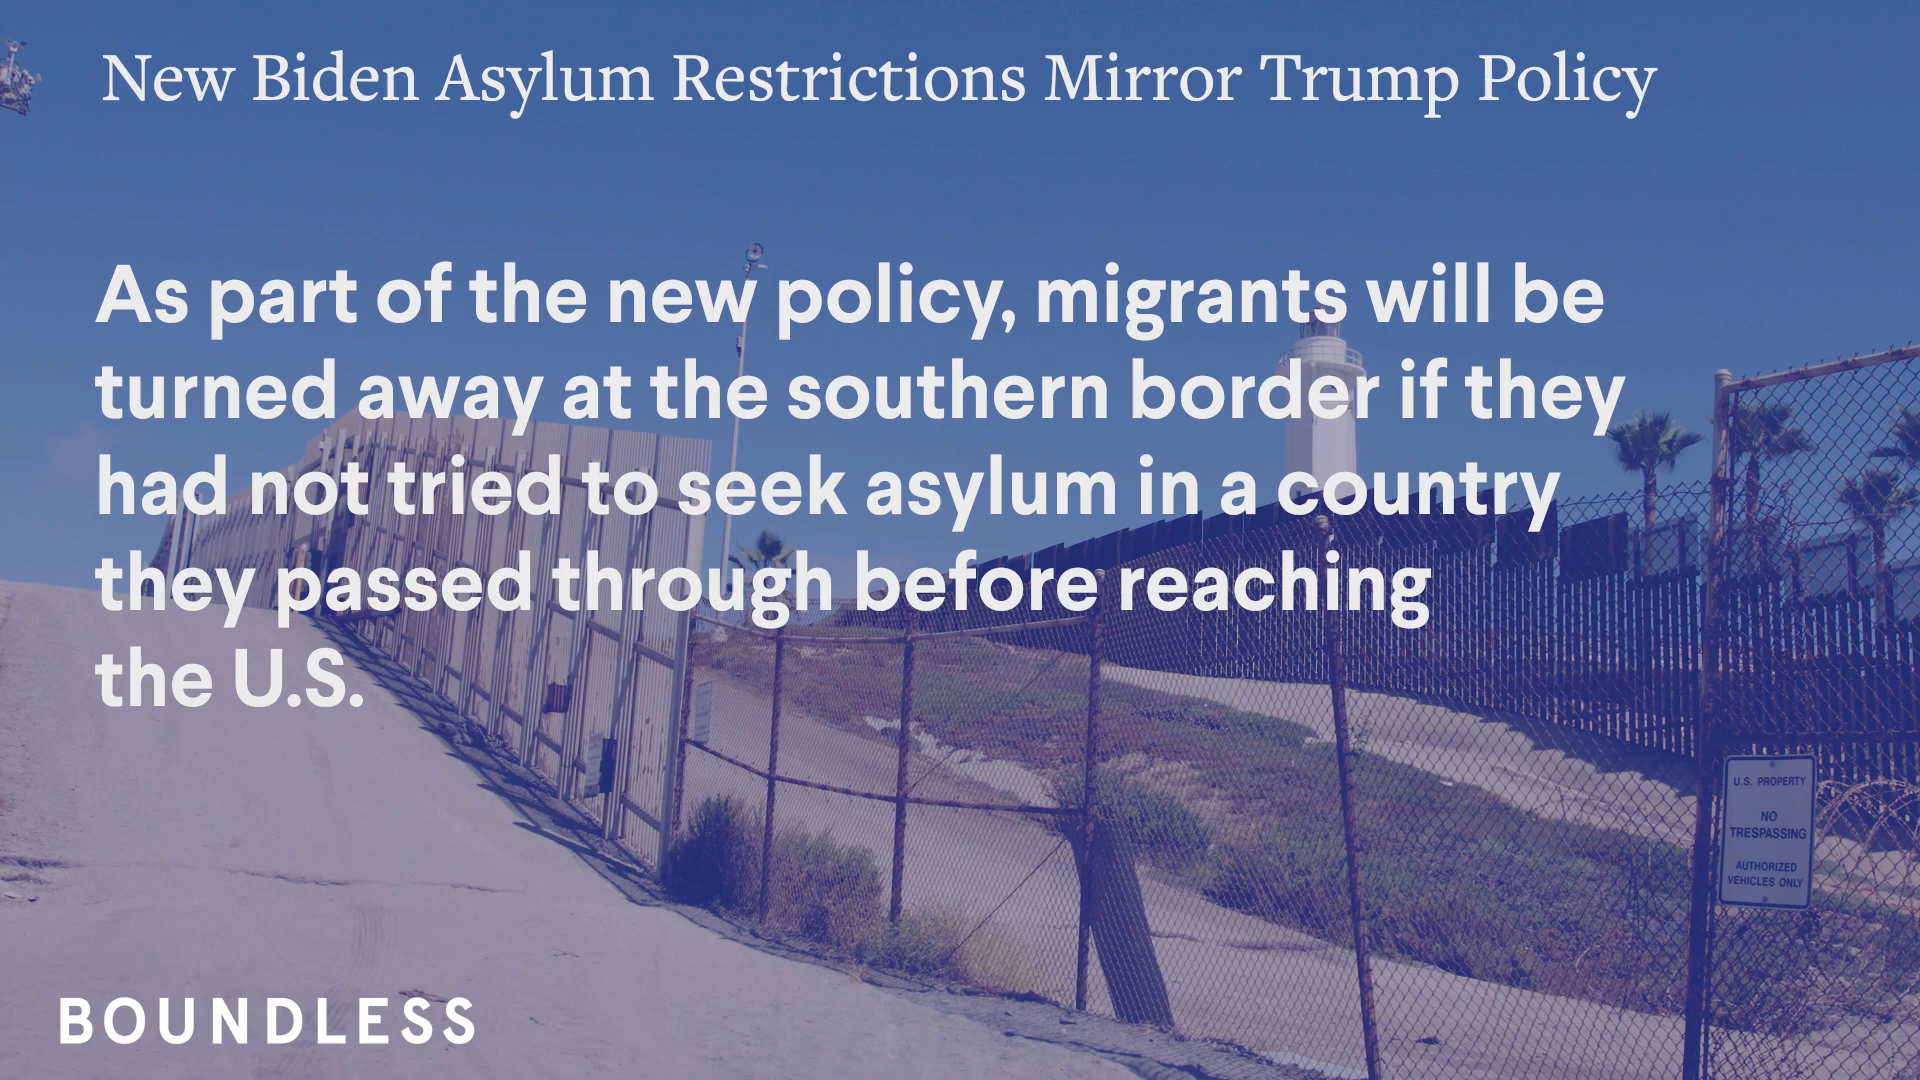 New Biden Asylum Restrictions Mirror Trump Policy
As part of the new policy, migrants will be
turned away at the southern border if they
had not tried to seek asylum in a country
they passed through before reaching
the U.S.
U.S. PROPERTY
NO
TRESPASSING
AUTHORIZED
VEHICLES ONLY
BOUNDLESS